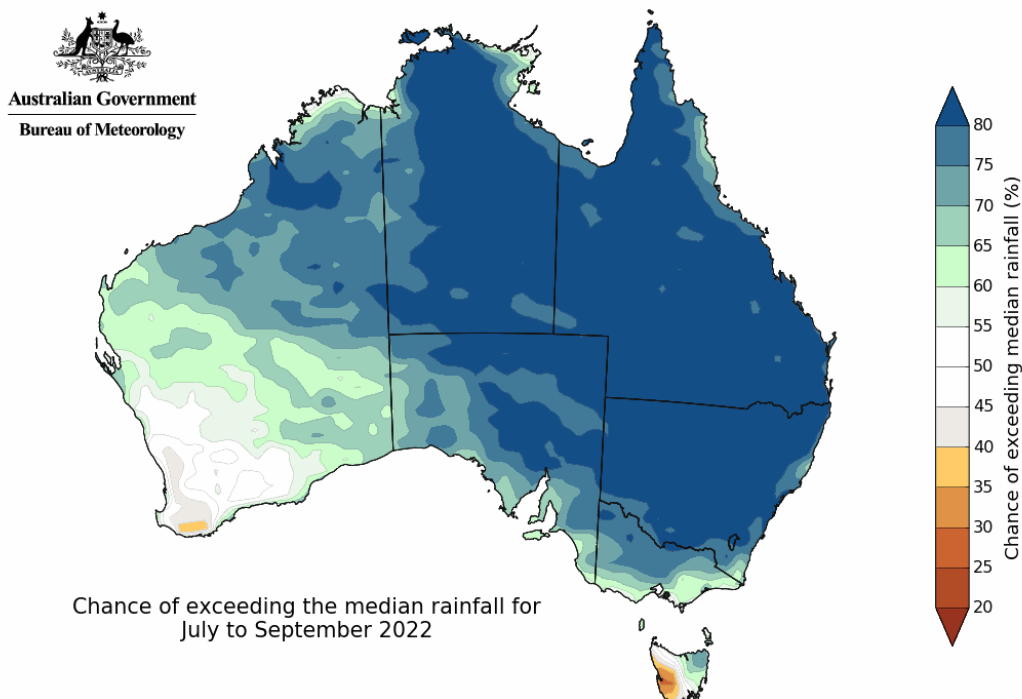 Australian Government
Bureau of Meteorology
80
75
70
65
60
55
50
45
40
35
30
25
20
Chance of exceeding median rainfall (%)
Chance of exceeding the median rainfall for
July to September 2022